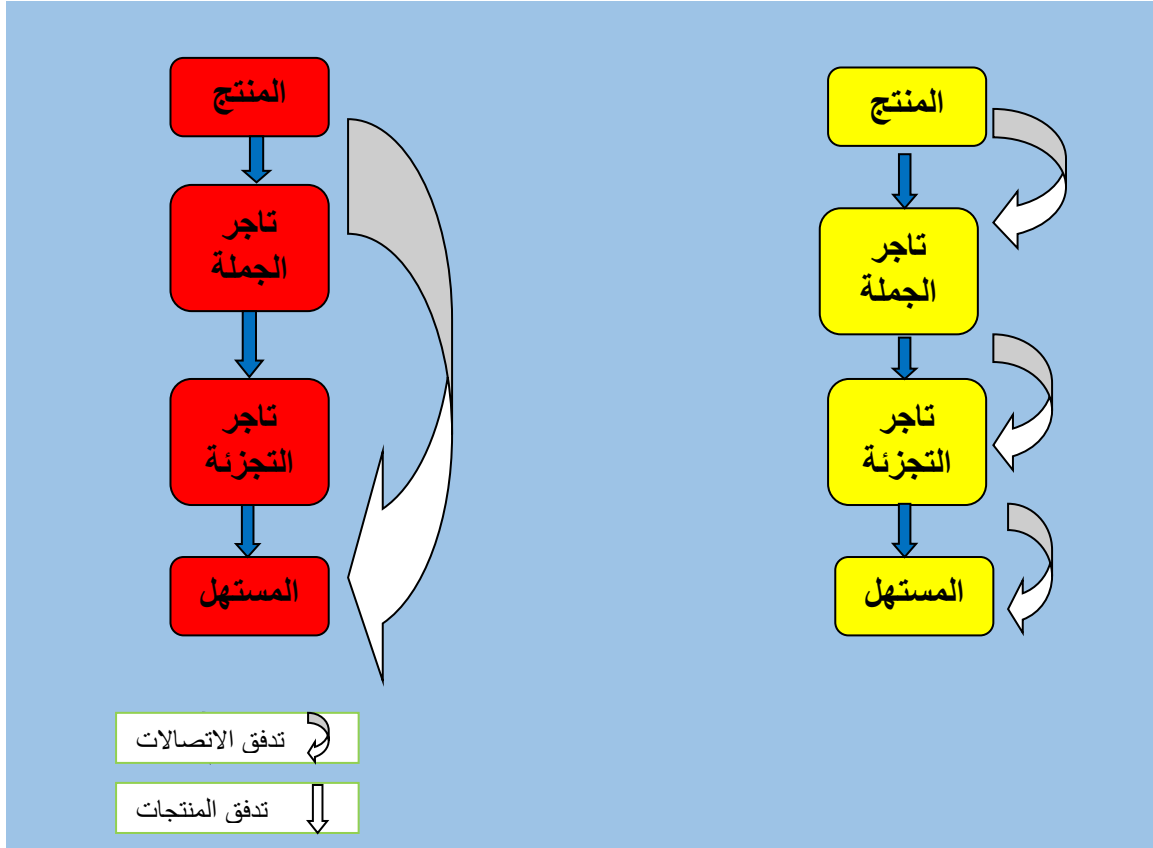 المنتج
تاجر
الجملة
تاجر
التجزئة
المستهل
المنتج
تاجر
الجملة
تاجر
التجزئة
المستهل
تدفق الاتصالات
تدفق المنتجات